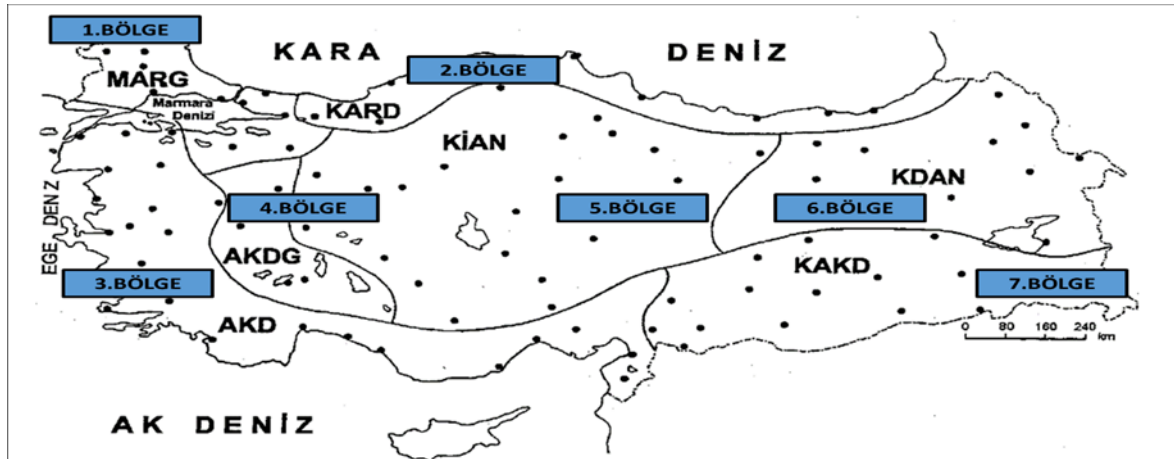 1.BÖLGE
KARA DENİZ
2.BÖLGE
MARG
Marmara
Denizi
KARD
KİAN
KDAN
EGE DENZ
4.BÖLGE
5.BÖLGE
6.BÖLGE
AKDG
KAKD
3.BÖLGE
7.BÖLGE
AKD
0 80 160 240
km
AK DENİZ